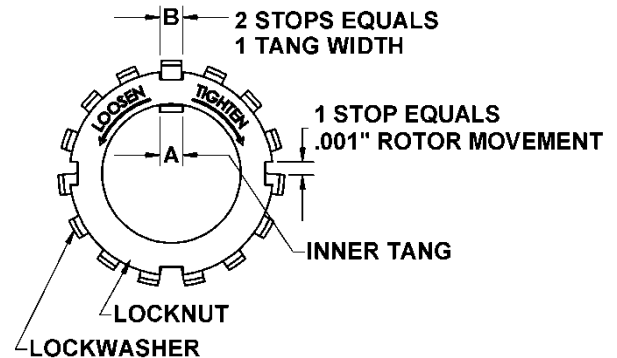 B
2 STOPS EQUALS
1 TANG WIDTH
LOOSEN
TIGHTEN
1 STOP EQUALS
.001" ROTOR MOVEMENT
A
INNER TANG
LOCKNUT
LOCKWASHER